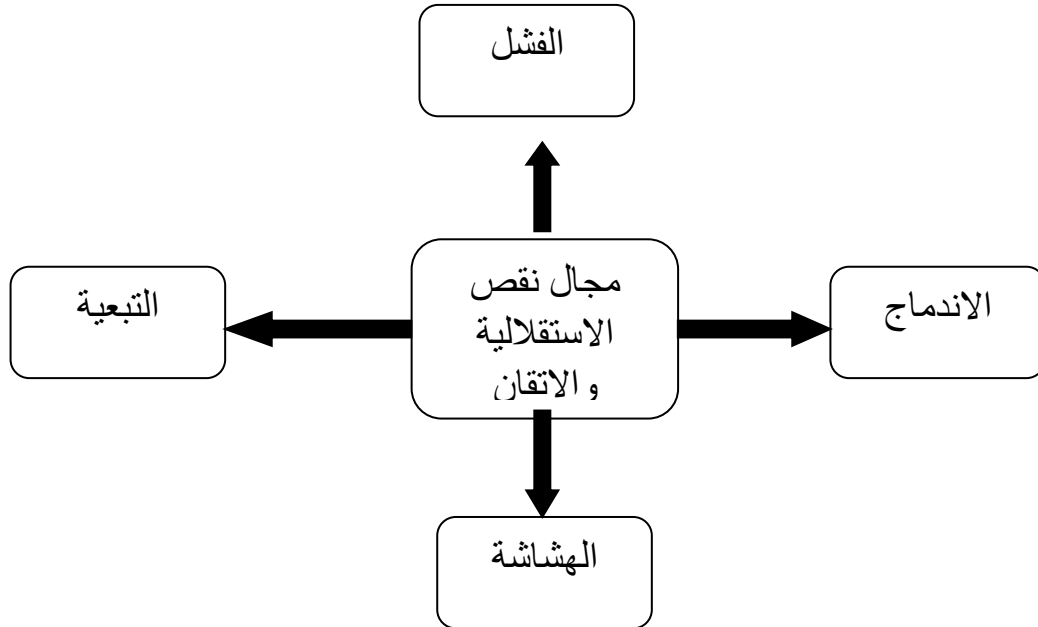 الفشل
مجال نقص
الاستقلالية
و الاتقان
الاندماج
التبعية
الهشاشة